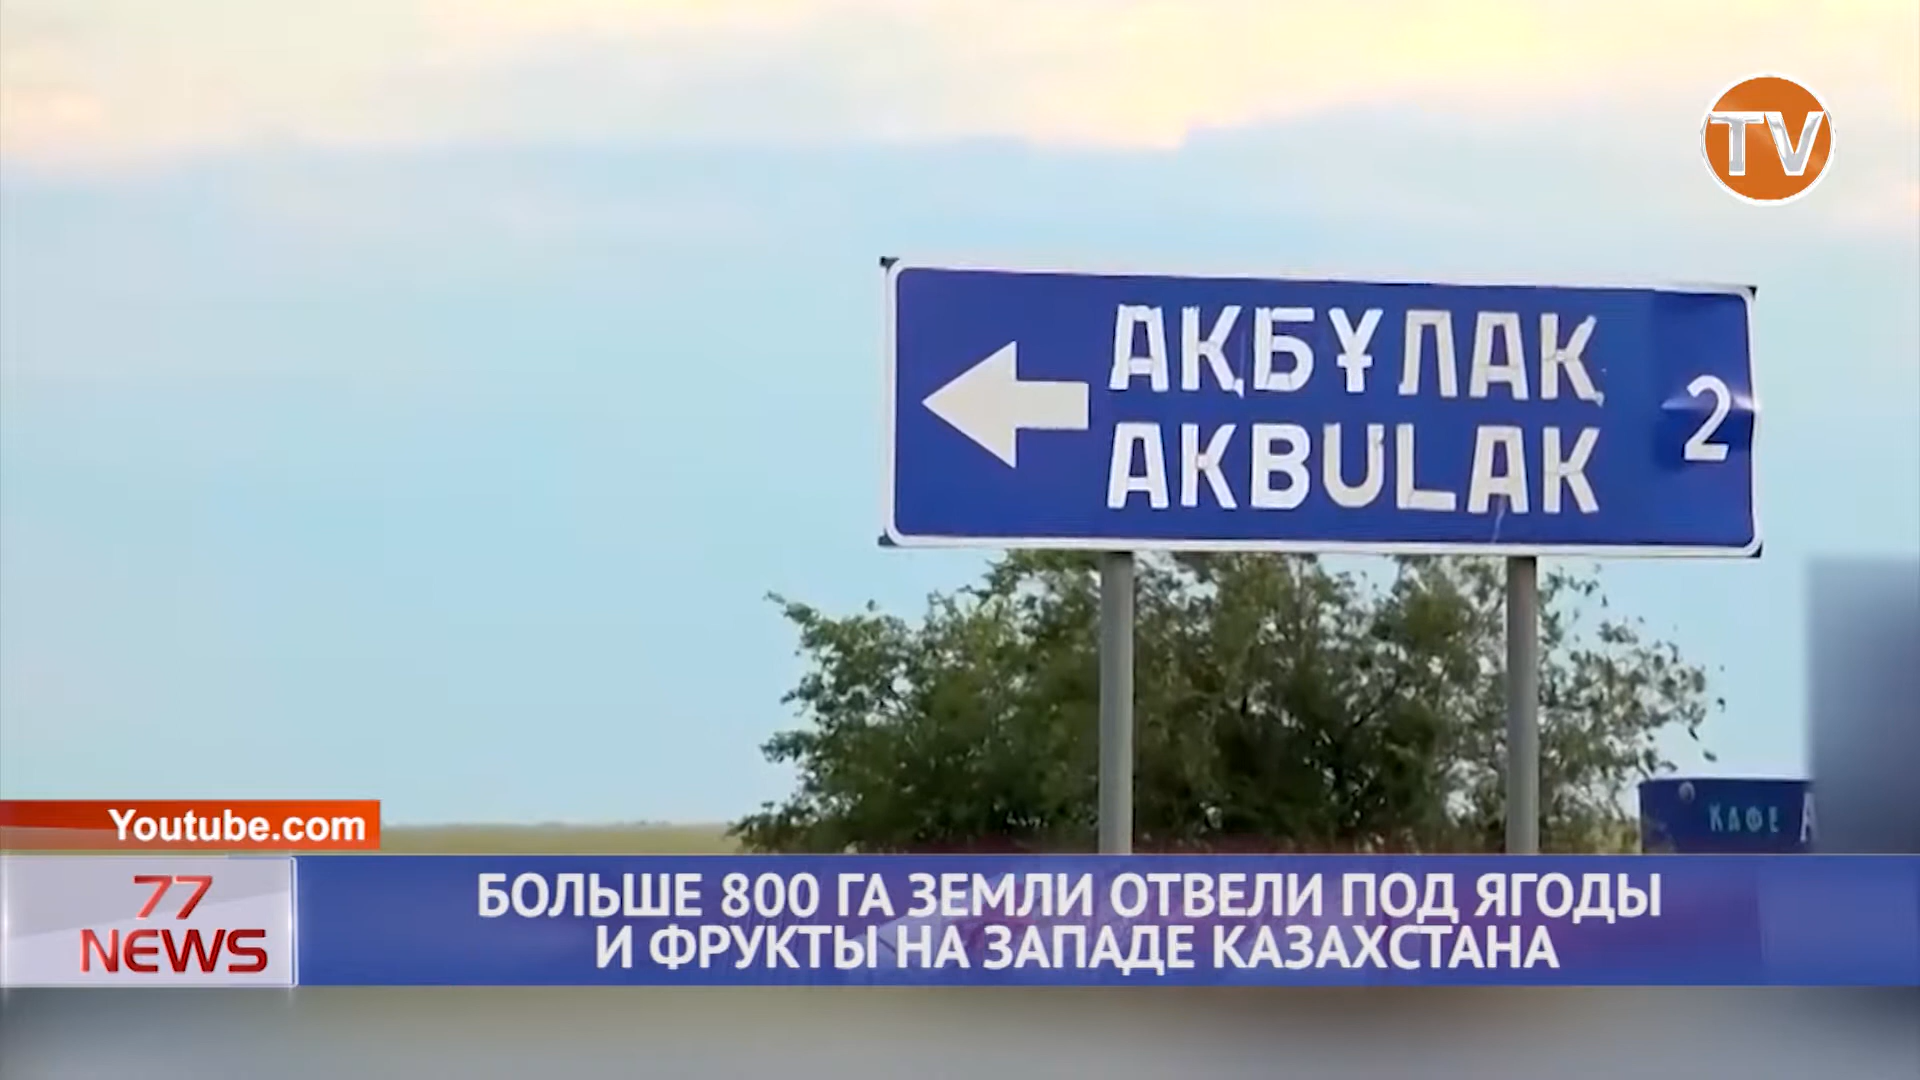 TV
АҚБҰЛАҚ
AKBULAK
2
КАФЕ А
Youtube.com
77
NEWS
БОЛЬШЕ 800 ГА ЗЕМЛИ ОТВЕЛИ ПОД ЯГОДЫ
И ФРУКТЫ НА ЗАПАДЕ КАЗАХСТАНА